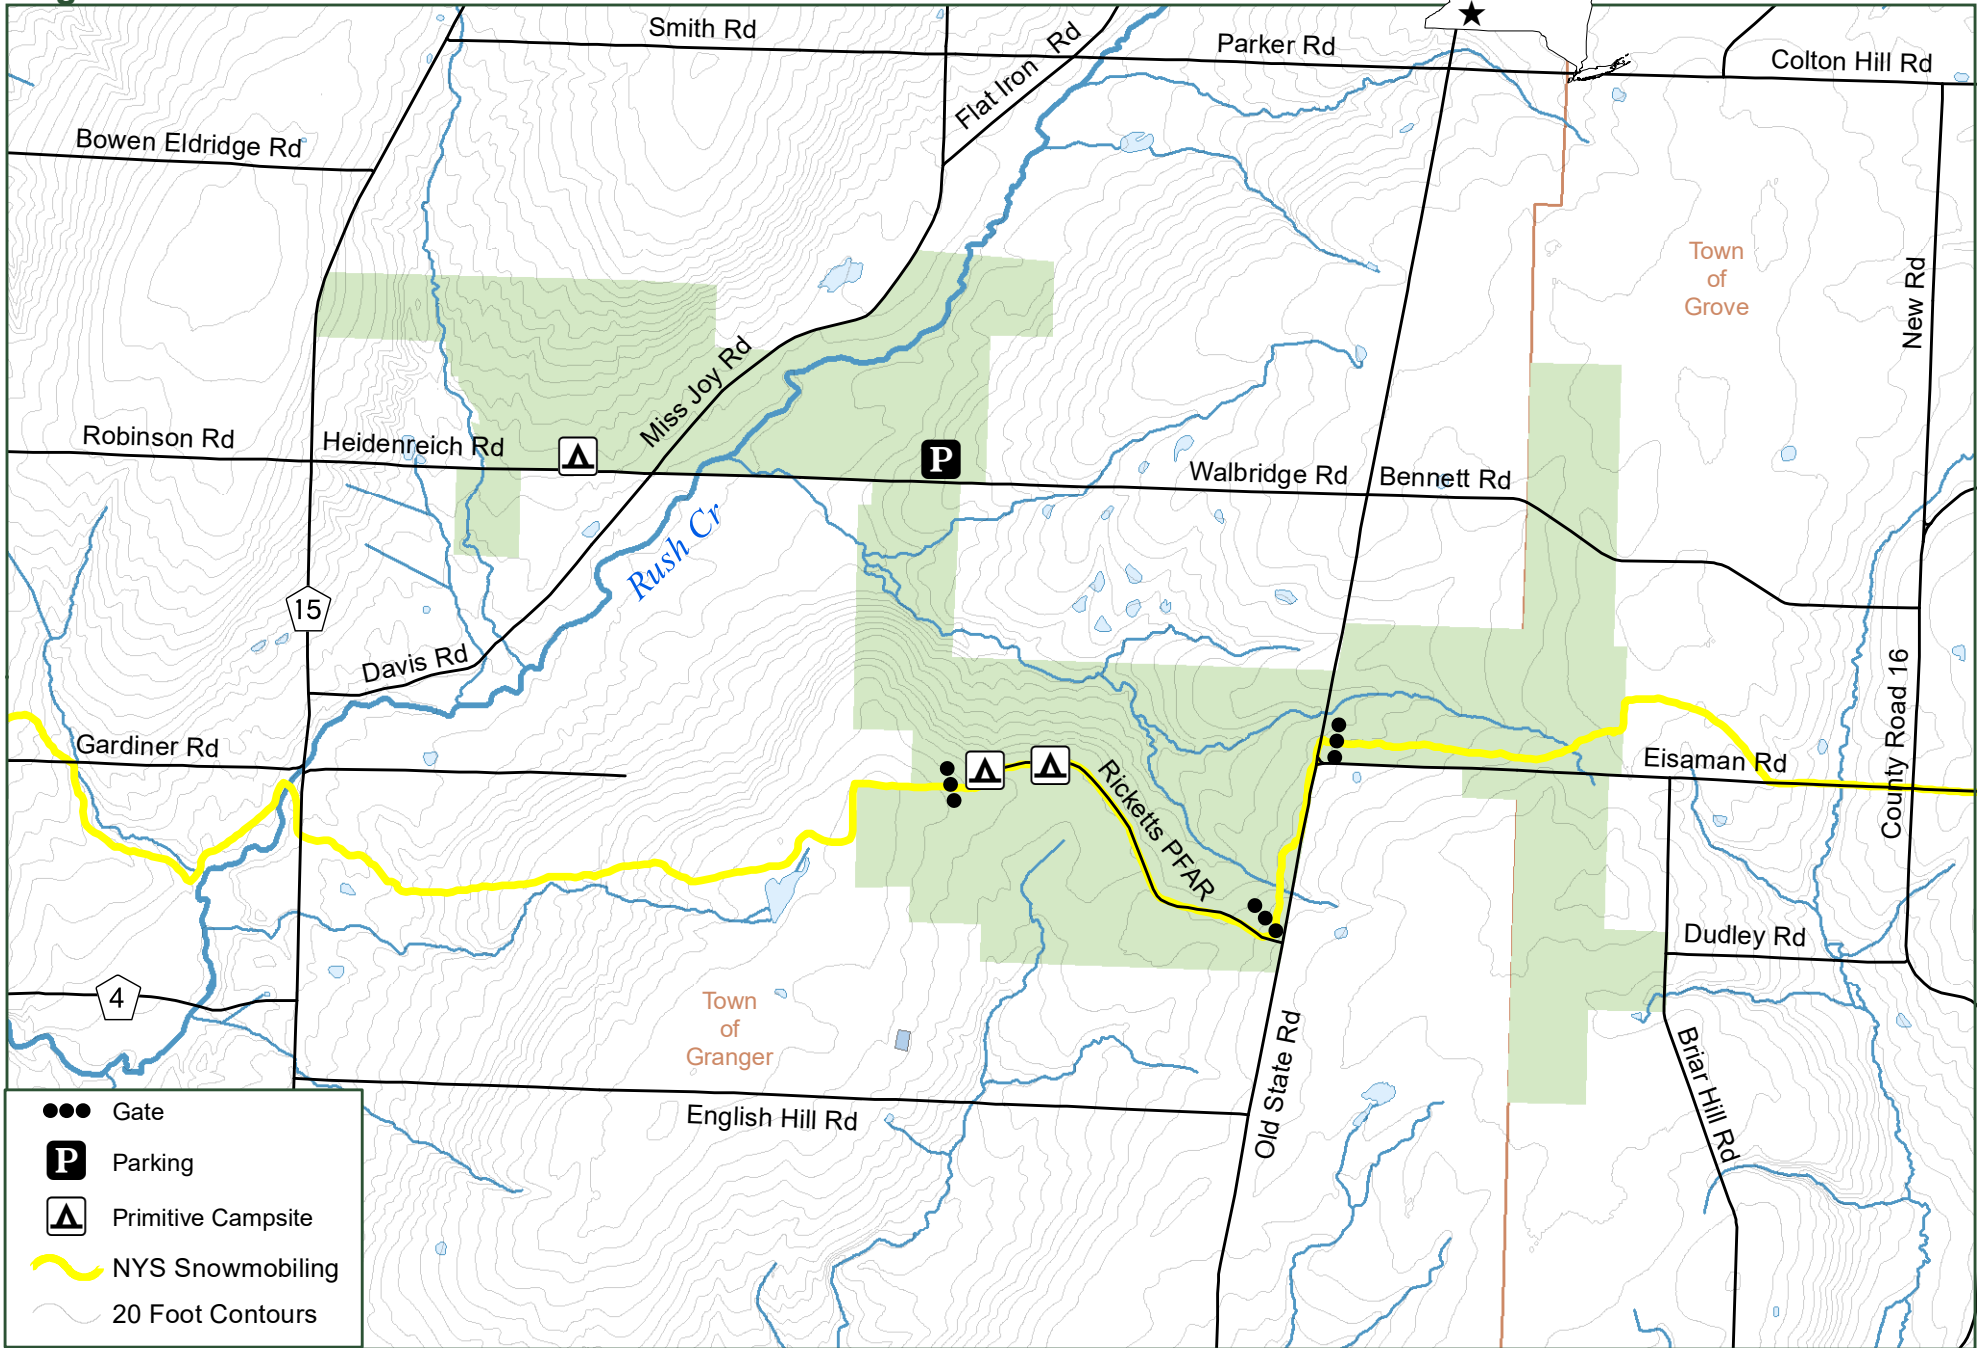 Smith Rd
Flat Iron Rd
Parker Rd
Colton Hill Rd
Bowen Eldridge Rd
Town
of
Grove
New Rd
Miss Joy Rd
Robinson Rd
Heidenreich Rd
P
Walbridge Rd
Bennett Rd
Rush Cr
15
Davis Rd
Gardiner Rd
Ricketts PFAR
Eisaman Rd
County Road 16
Dudley Rd
4
Town
of
Granger
Old State Rd
Briar Hill Rd
English Hill Rd
Gate
P
Parking
Primitive Campsite
NYS Snowmobiling
20 Foot Contours